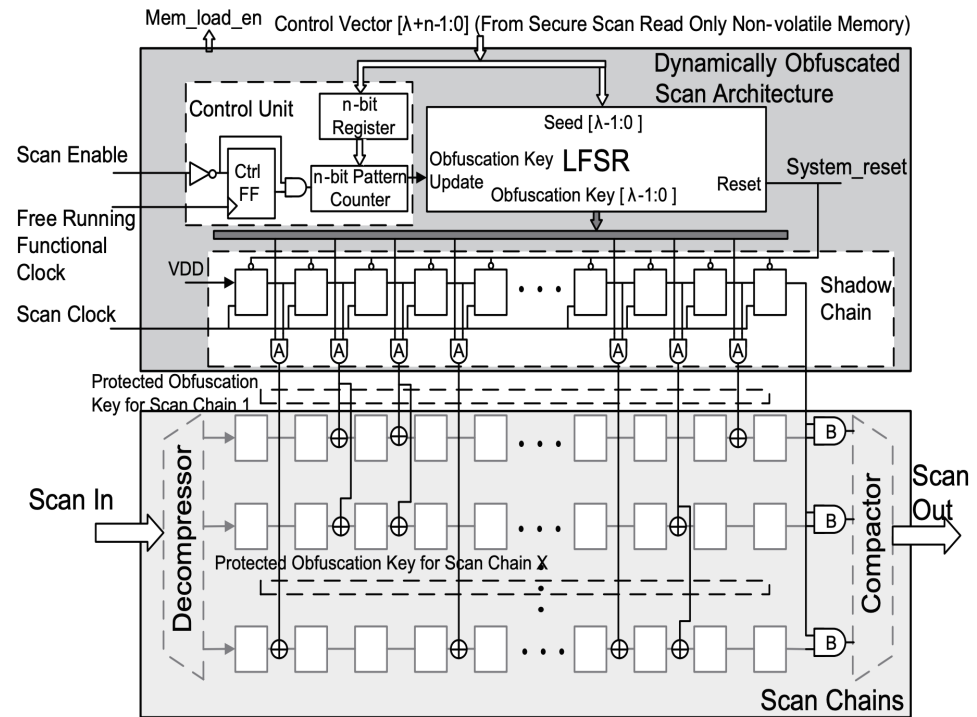 Mem_load_en
Control Vector [λ+n-1:0] (From Secure Scan Read Only Non-volatile Memory)
Dynamically Obfuscated
Scan Architecture
Control Unit
n-bit
Register
Seed [λ-1:0 ]
Scan Enable
Ctrl
FF
n-bit Pattern
Counter
Obfuscation Key
Update
LFSR
Obfuscation Key [ λ-1:0]
Reset
System_reset
Free Running
Functional
Clock
VDD
Shadow
Chain
Scan Clock
A A A A A A A
Protected Obfuscation
Key for Scan Chain 1
B
Decompressor
Compactor
Scan In
Scan
Out
B
Protected Obfuscation Key for Scan Chain X
B
Scan Chains